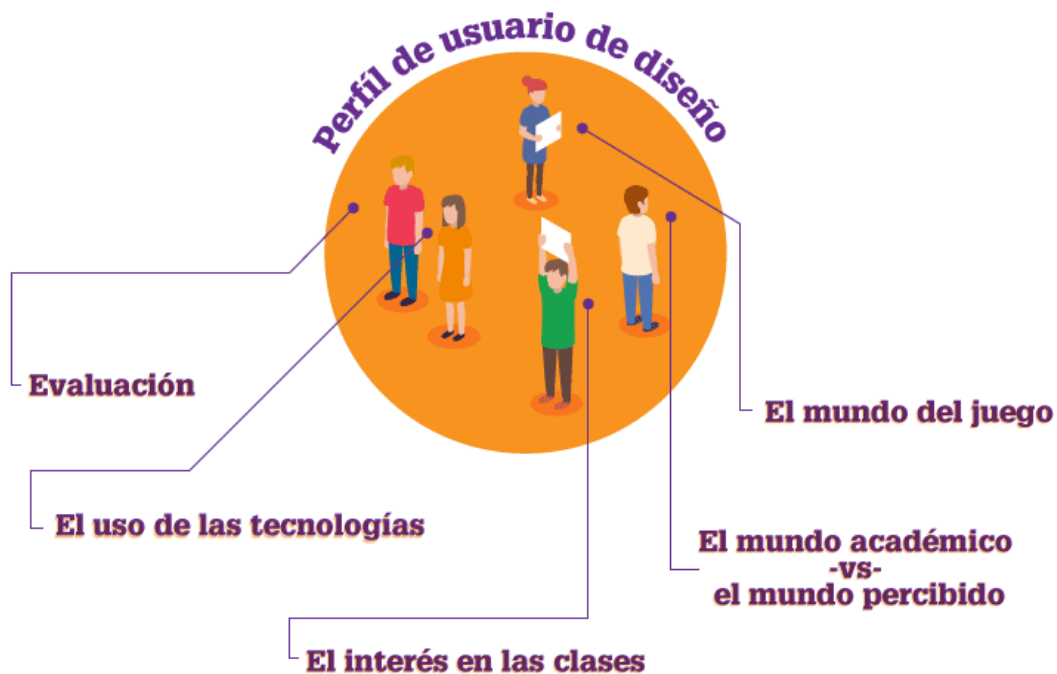 Perfíl de usuario de diseño
Evaluación
El mundo del juego
El uso de las tecnologías
El mundo académico
-vs-
el mundo percibido
El interés en las clases